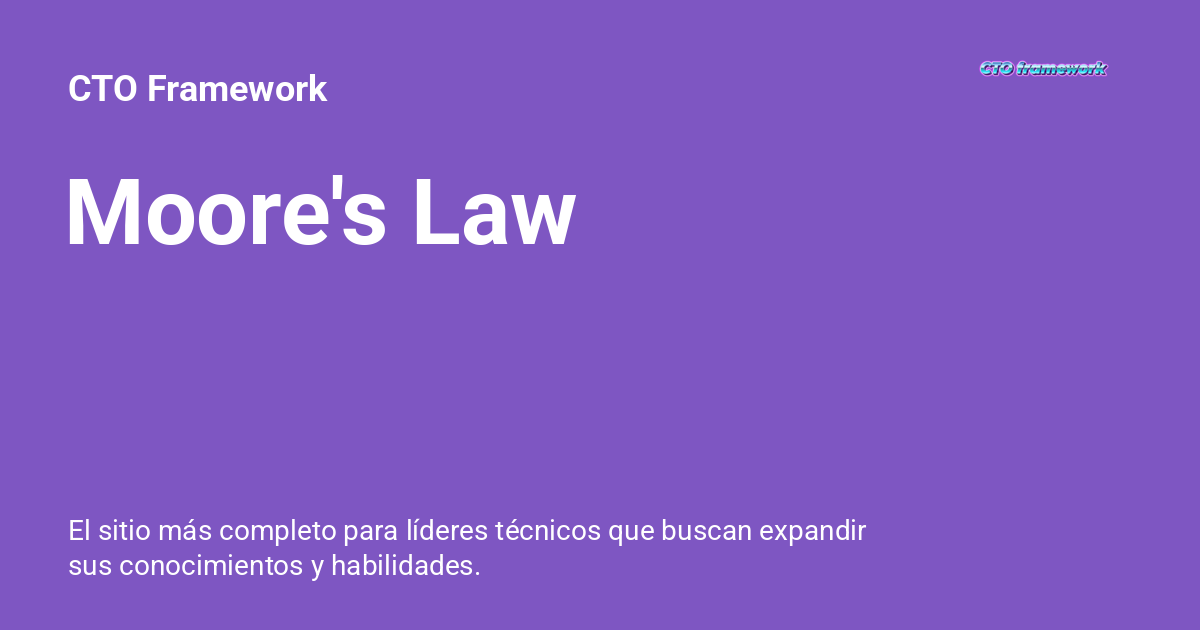 CTO Framework
CTO framework
Moore's Law
El sitio más completo para líderes técnicos que buscan expandir
sus conocimientos y habilidades.